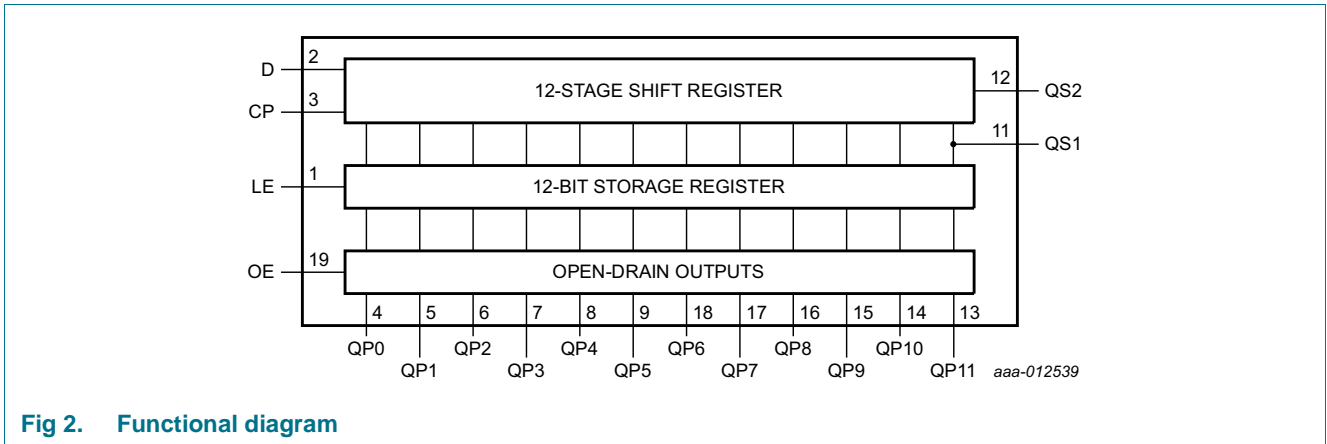 D 2
12-STAGE SHIFT REGISTER
12 QS2
CP 3
11 QS1
LE 1
12-BIT STORAGE REGISTER
OE 19
OPEN-DRAIN OUTPUTS
4 5 6 7 8 9 18 17 16 15 14 13
QP0 QP2 QP4 QP6 QP8 QP10
QP1 QP3 QP5 QP7 QP9 QP11 aaa-012539
Fig 2. Functional diagram